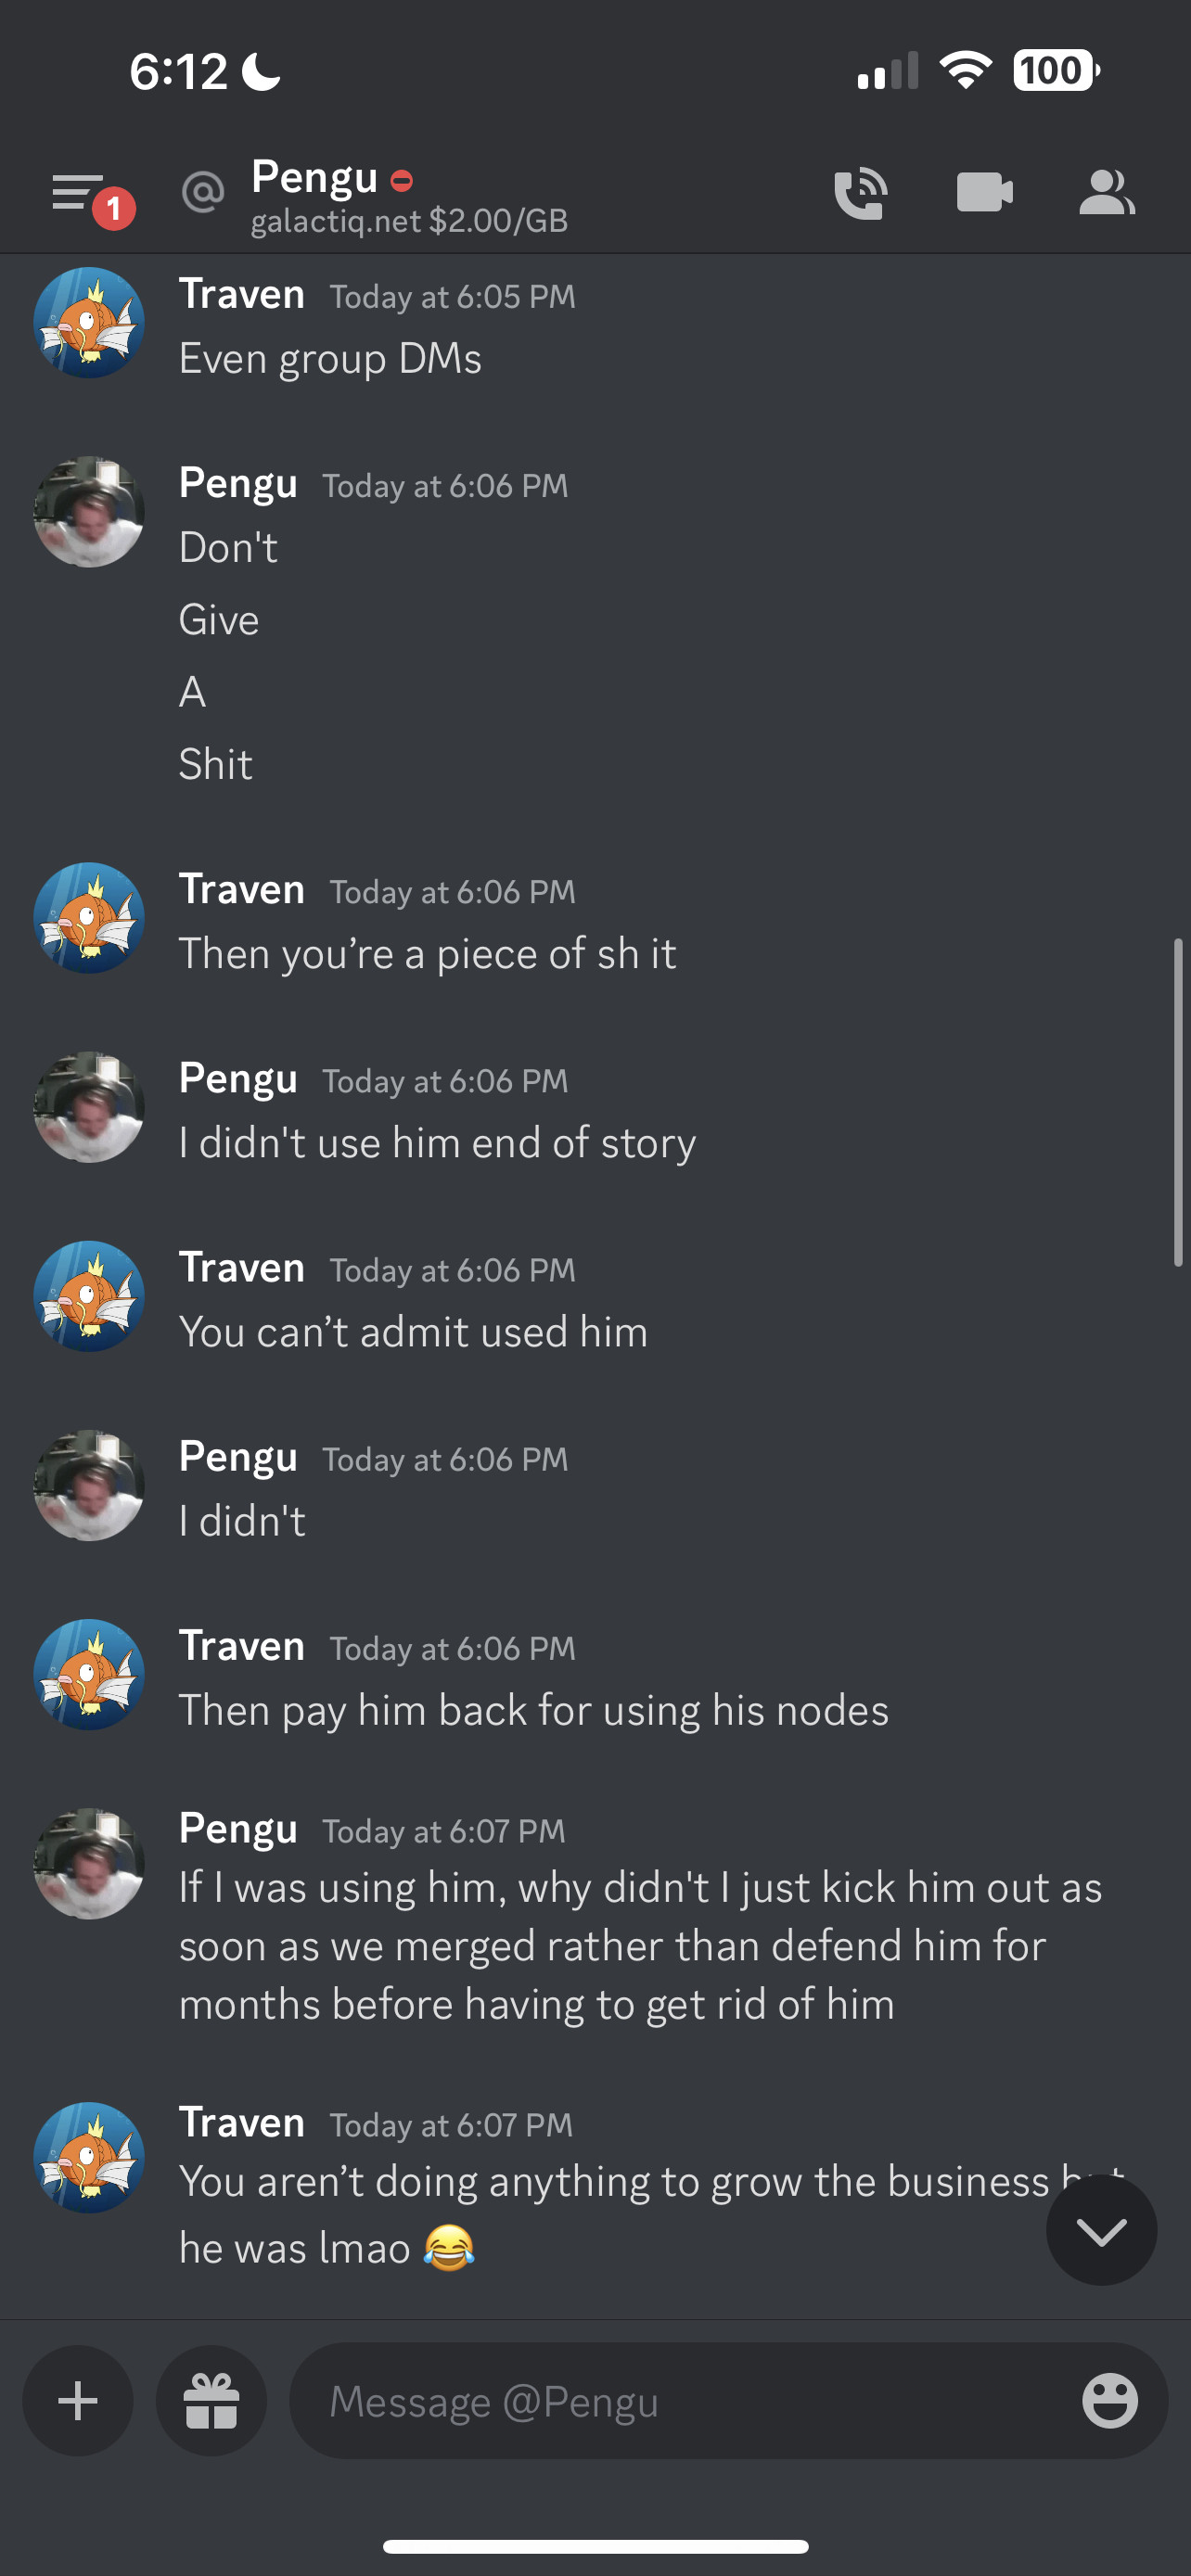 6:12
100
1
Pengu
galactiq.net $2.00/GB
Traven Today at 6:05 PM
Even group DMs
Pengu Today at 6:06 PM
Don't
Give
A
Shit
Traven Today at 6:06 PM
Then you’re a piece of sh it
Pengu Today at 6:06 PM
I didn't use him end of story
Traven Today at 6:06 PM
You can’t admit used him
Pengu Today at 6:06 PM
I didn't
Traven Today at 6:06 PM
Then pay him back for using his nodes
Pengu Today at 6:07 PM
If I was using him, why didn't I just kick him out as
soon as we merged rather than defend him for
months before having to get rid of him
Traven Today at 6:07 PM
You aren’t doing anything to grow the business but
he was lmao 😂
Message @Pengu